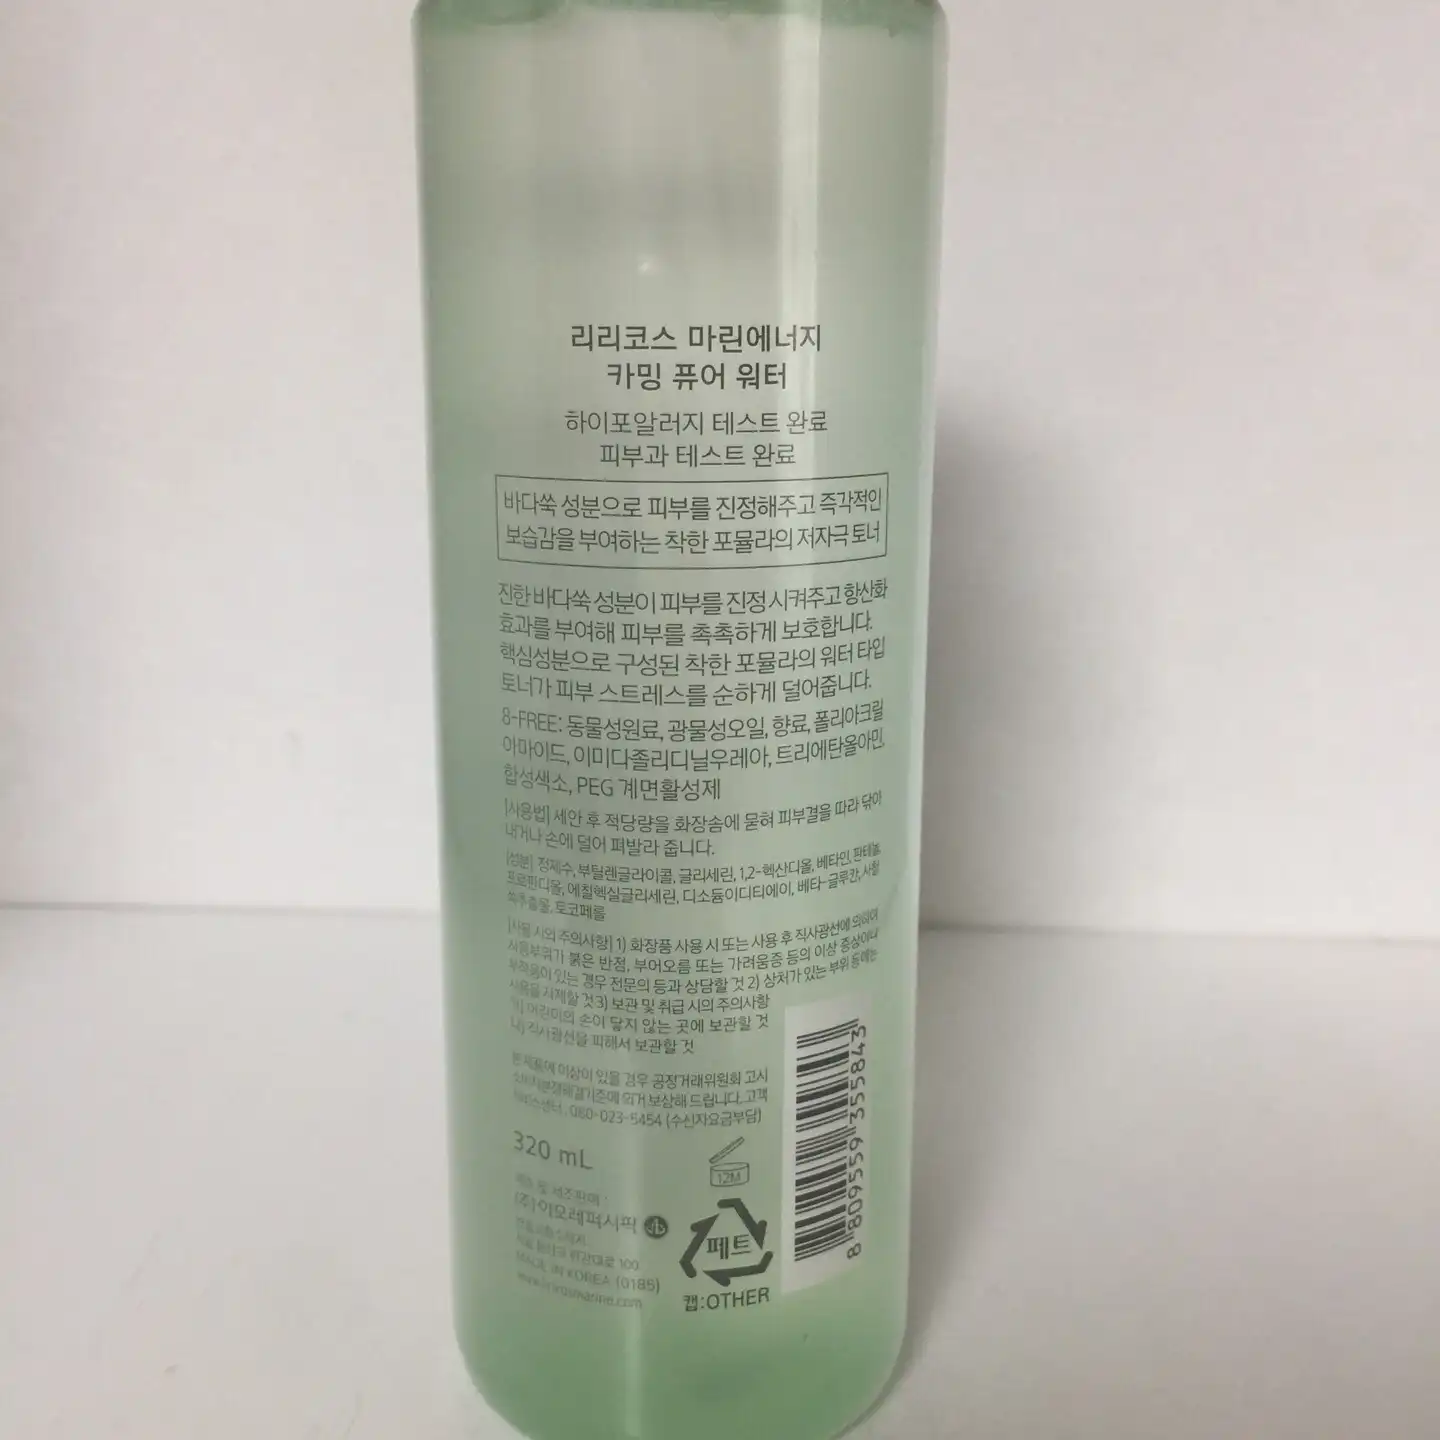 리리코스 마린에너지
카밍 퓨어 워터
하이포알러지 테스트 완료
피부과 테스트 완료
바다쑥 성분으로 피부를 진정해주고 즉각적인
보습감을 부여하는 착한 포뮬라의 저자극 토너
진한 바다쑥 성분이 피부를 진정 시켜주고 항산화
효과를 부여해 피부를 촉촉하게 보호합니다.
핵심성분으로 구성된 착한 포뮬라의 워터 타입
토너가 피부 스트레스를 순하게 덜어줍니다.
8-FREE: 동물성원료, 광물성오일, 향료, 폴리아크릴
아마이드, 이미다졸리디닐우레아, 트리에탄올아민,
합성색소, PEG 계면활성제
[사용법] 세안 후 적당량을 화장솜에 묻혀 피부결을 따라 닦아
내거나 손에 덜어 펴발라 줍니다.
[성분] 정제수, 부틸렌글라이콜, 글리세린, 1,2-헥산디올, 베타인, 판테놀,
프로판디올, 에칠헥실글리세린, 디소듐이디티에이, 베타-글루칸, 사철
쑥추출물, 토코페롤
[사용 시의 주의사항] 1) 화장품 사용 시 또는 사용 후 직사광선에 의하여
사용부위가 붉은 반점, 부어오름 또는 가려움증 등의 이상 증상이나
부작용이 있는 경우 전문의 등과 상담할 것 2) 상처가 있는 부위 등에는
사용을 자제할 것 3) 보관 및 취급 시의 주의사항
가) 어린이의 손이 닿지 않는 곳에 보관할 것
나) 직사광선을 피해서 보관할 것
본 제품에 이상이 있을 경우 공정거래위원회 고시
소비자분쟁해결기준에 의거 보상해 드립니다. 고객
080-023-5454 (수신자요금부담)
320 mL
12M
(주)아모레퍼시픽
100
MADE IN KOREA (0185)
페트
캡:OTHER
8 809559 355843